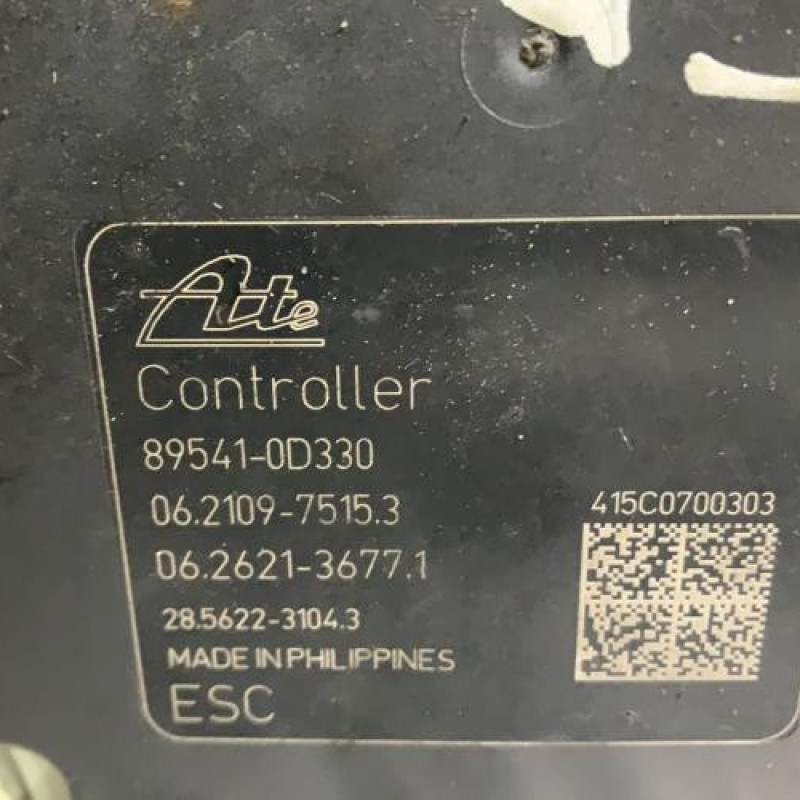 Ate
Controller
89541-0D330
06.2109-7515.3
415C0700303
06.2621-3677.1
28.5622-3104.3
MADE IN PHILIPPINES
ESC